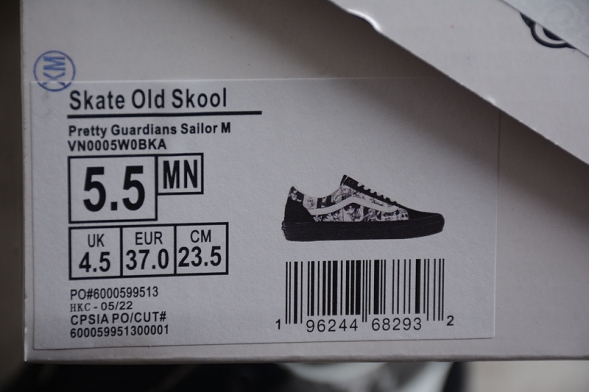 XM
Skate Old Skool
Pretty Guardians Sailor M
VN0005W0BKA
5.5 MN
UK EUR CM
4.5 37.0 23.5
PO#6000599513
HKC - 05/22
CPSIA PO/CUT#
600059951300001
1 96244 68293 2